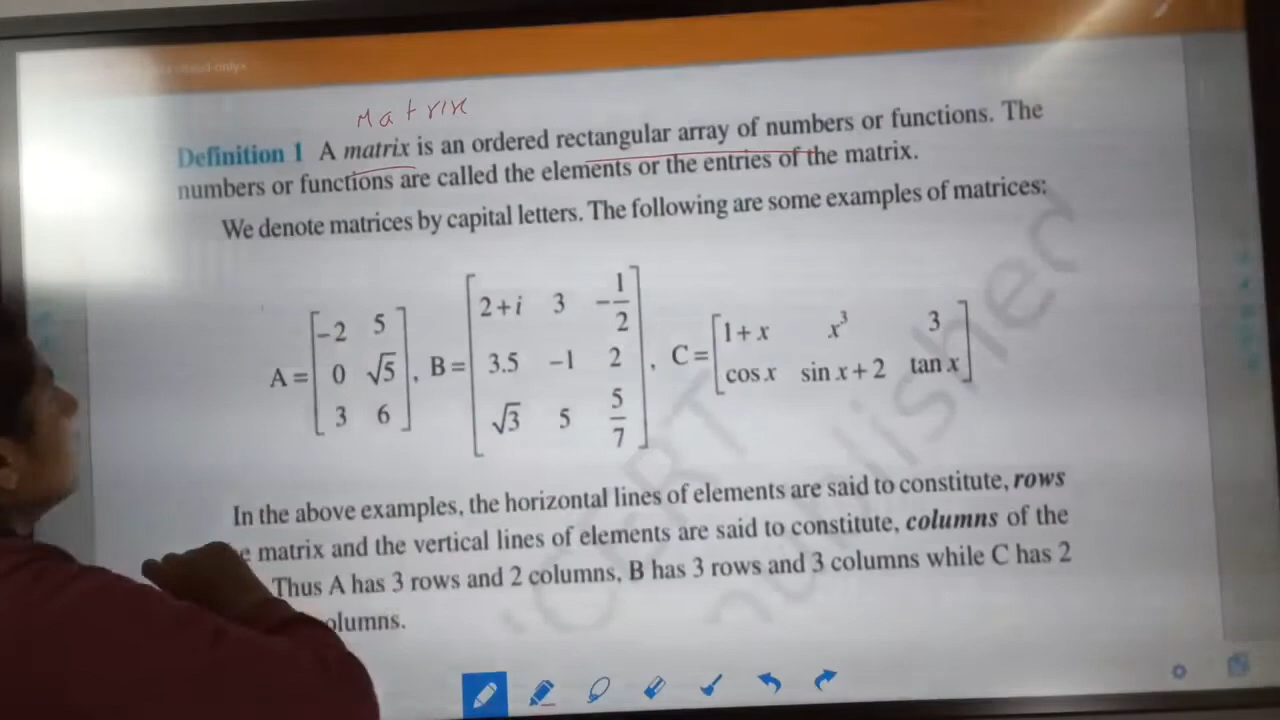 Read-only>
Matrix
Definition 1 A matrix is an ordered rectangular array of numbers or functions. The
numbers or functions are called the elements or the entries of the matrix.
We denote matrices by capital letters. The following are some examples of matrices:
A = [−2 5; 0 √5; 3 6], B = [2+i 3 −1/2; 3.5 −1 2; √3 5 5/7], C = [1+x x³ 3; cos x sin x+2 tan x]
In the above examples, the horizontal lines of elements are said to constitute, rows
matrix and the vertical lines of elements are said to constitute, columns of the
Thus A has 3 rows and 2 columns, B has 3 rows and 3 columns while C has 2
olumns.